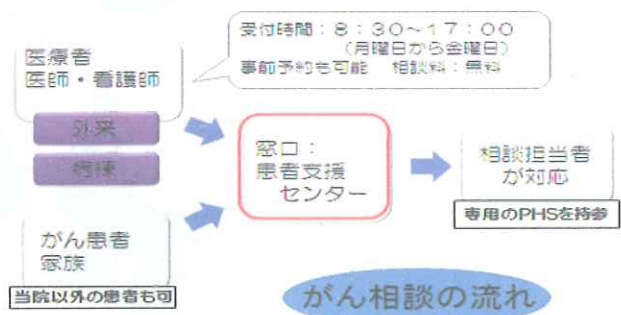 受付時間：８：３０～１７：００
（月曜日から金曜日）
事前予約も可能　相談料：無料
医療者
医師・看護師
外来
病棟
窓口：
患者支援
センター
相談担当者
が対応
専用のPHSを持参
がん患者
家族
当院以外の患者も可
がん相談の流れ